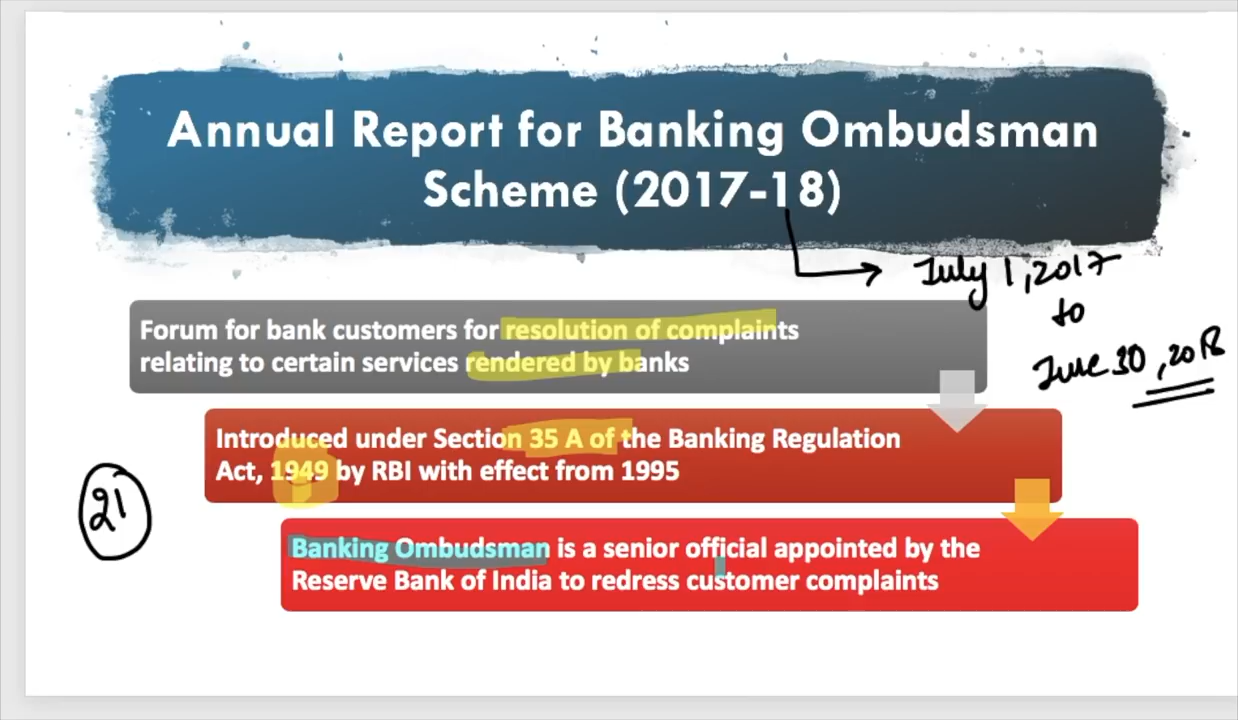 Annual Report for Banking Ombudsman
Scheme (2017-18)
July 1, 2017
to
June 30, 2018
Forum for bank customers for resolution of complaints
relating to certain services rendered by banks
Introduced under Section 35 A of the Banking Regulation
Act, 1949 by RBI with effect from 1995
21
Banking Ombudsman is a senior official appointed by the
Reserve Bank of India to redress customer complaints